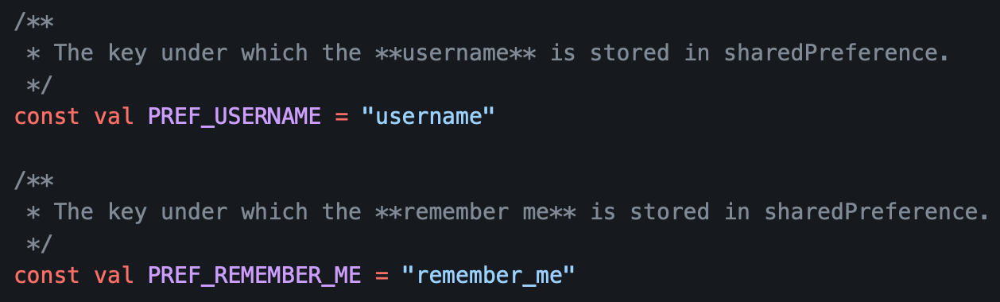 /**
 * The key under which the **username** is stored in sharedPreference.
 */
const val PREF_USERNAME = "username"

/**
 * The key under which the **remember me** is stored in sharedPreference.
 */
const val PREF_REMEMBER_ME = "remember_me"